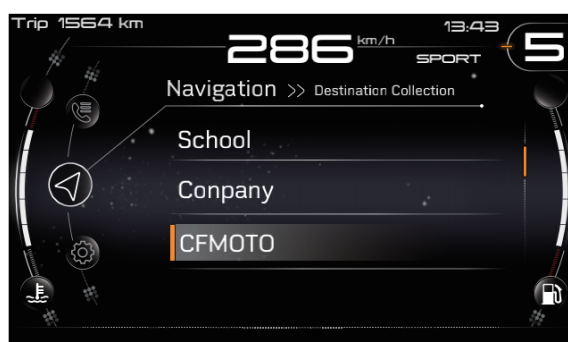 Trip 1564 km
286 km/h
13:43
SPORT
5
Navigation >> Destination Collection
School
Conpany
CFMOTO